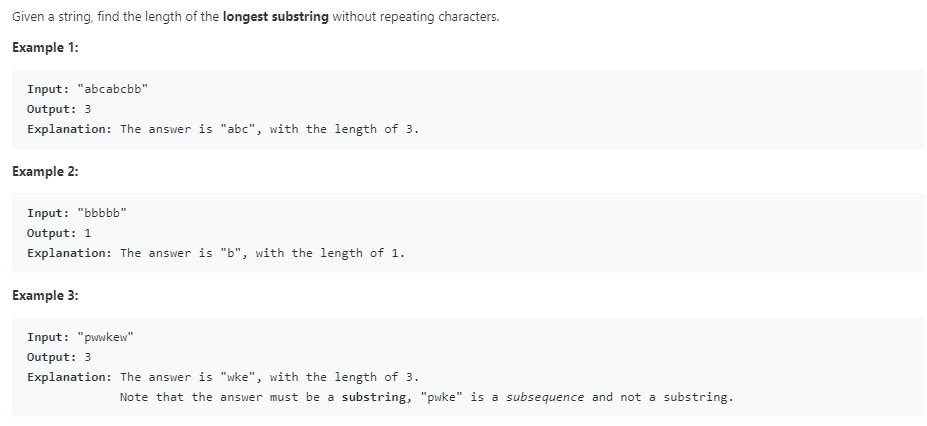 Given a string, find the length of the longest substring without repeating characters.
Example 1:
Input: "abcabcbb"
Output: 3
Explanation: The answer is "abc", with the length of 3.
Example 2:
Input: "bbbbb"
Output: 1
Explanation: The answer is "b", with the length of 1.
Example 3:
Input: "pwwkew"
Output: 3
Explanation: The answer is "wke", with the length of 3.
Note that the answer must be a substring, "pwke" is a subsequence and not a substring.